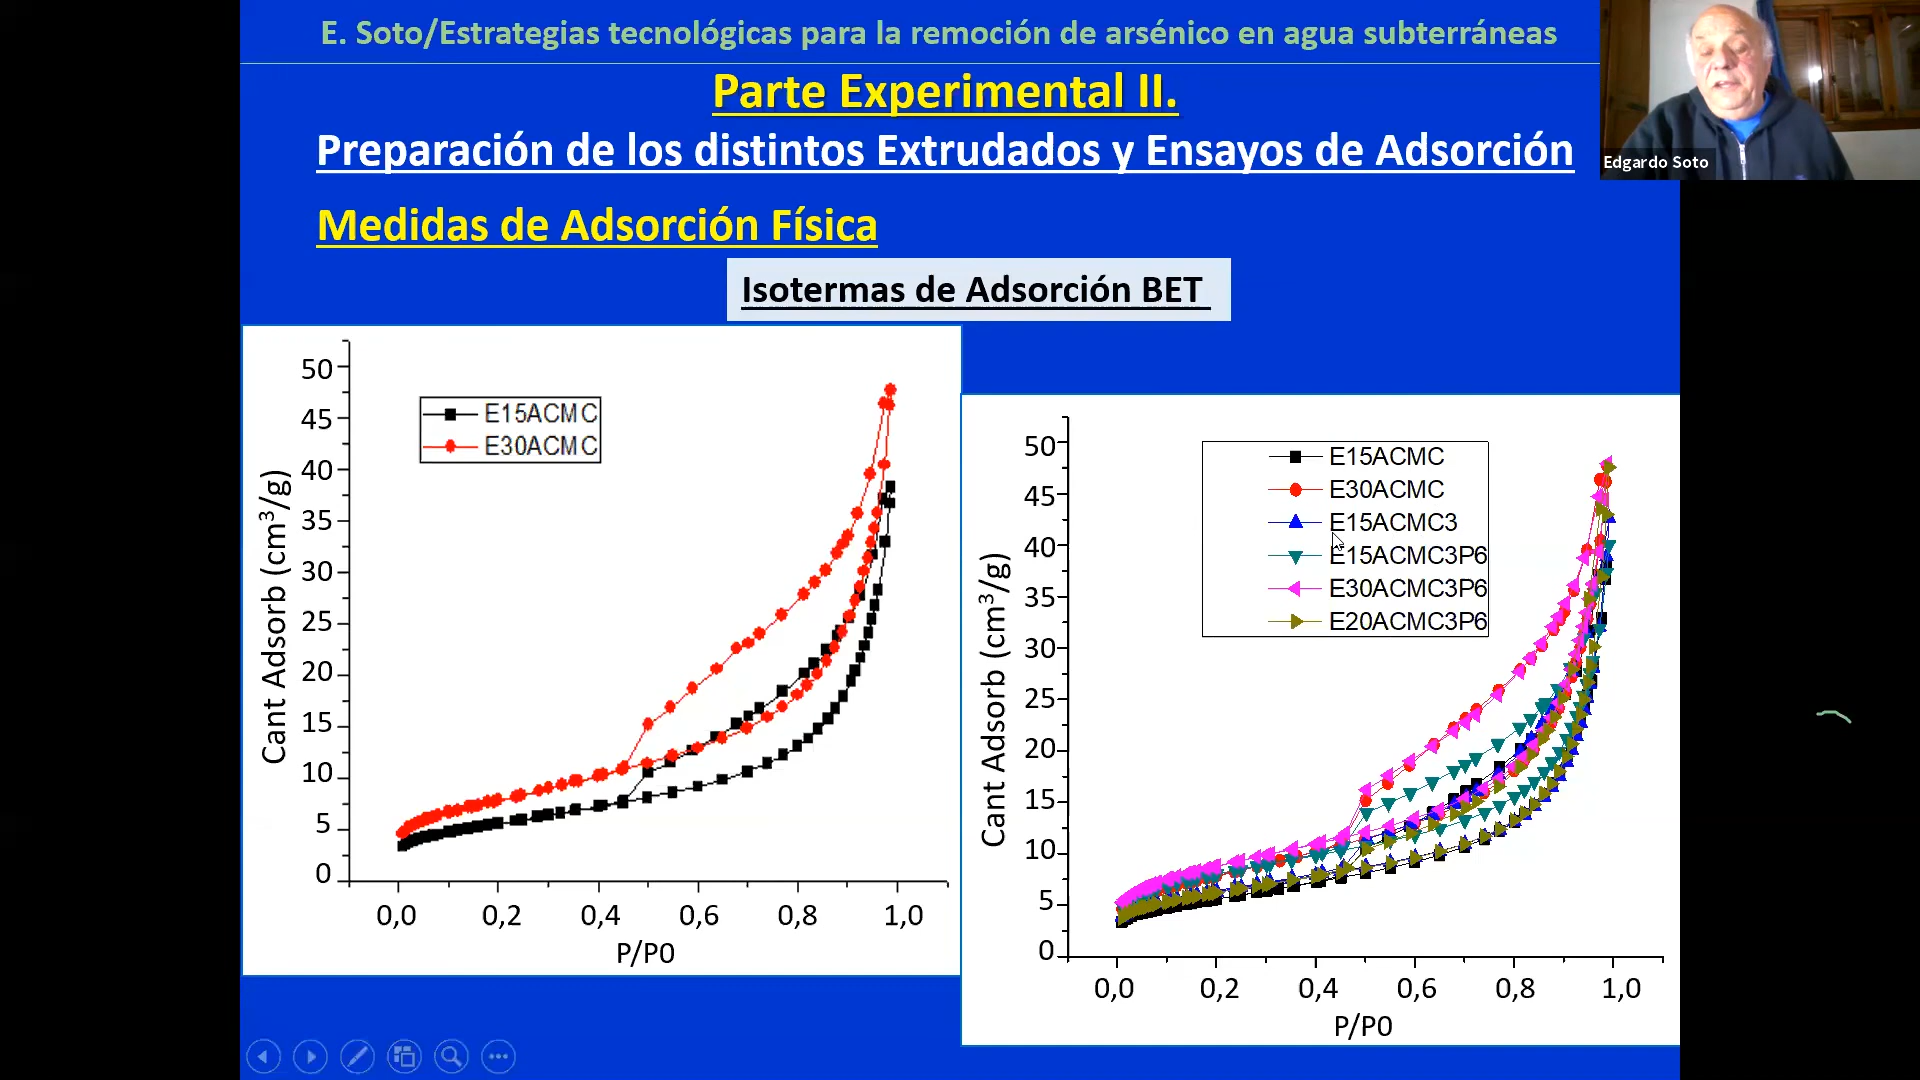 E. Soto/Estrategias tecnológicas para la remoción de arsénico en agua subterráneas
Parte Experimental II.
Preparación de los distintos Extrudados y Ensayos de Adsorción
Edgardo Soto
Medidas de Adsorción Física
Isotermas de Adsorción BET
E15ACMC
E30ACMC
Cant Adsorb (cm³/g)
50
45
40
35
30
25
20
15
10
5
0
0,0 0,2 0,4 0,6 0,8 1,0
P/P0
E15ACMC
E30ACMC
E15ACMC3
E15ACMC3P6
E30ACMC3P6
E20ACMC3P6
Cant Adsorb (cm³/g)
50
45
40
35
30
25
20
15
10
5
0
0,0 0,2 0,4 0,6 0,8 1,0
P/P0